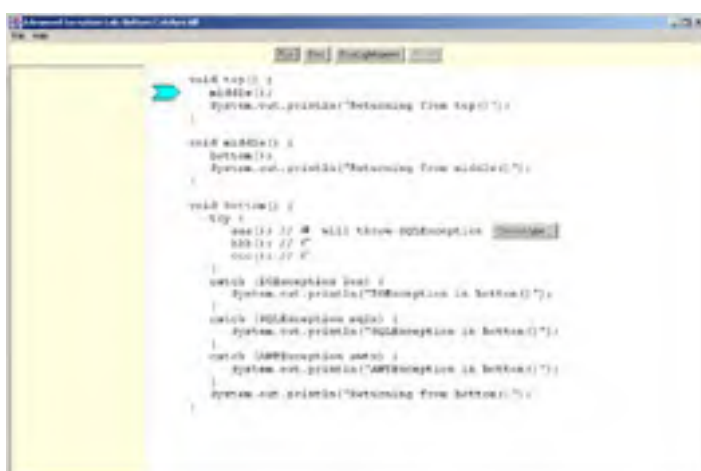 File Help
Run
void top() {
middle();
System.out.println("Returning from top()");
}
void middle() {
bottom();
System.out.println("Returning from middle()");
}
void bottom() {
try {
aaa(); // will throw SQLException
bbb(); //
ccc(); //
}
catch (IOException) {
System.out.println("IOException in bottom()");
}
catch (SQLException) {
System.out.println("SQLException in bottom()");
}
catch (AWTException) {
System.out.println("AWTException in bottom()");
}
System.out.println("Returning from bottom()");
}